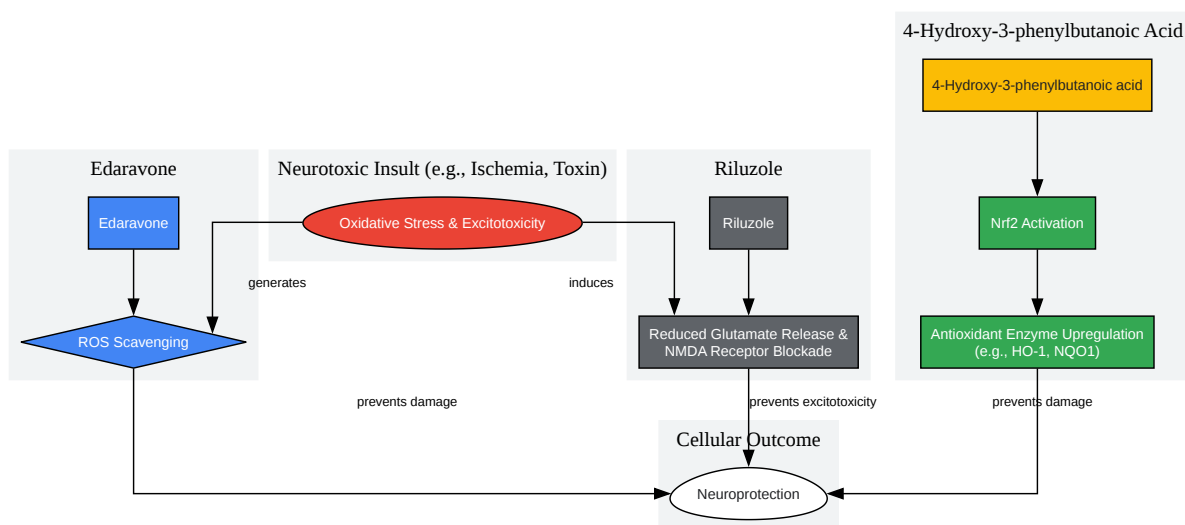 4-Hydroxy-3-phenylbutanoic Acid
4-Hydroxy-3-phenylbutanoic acid
Edaravone
Neurotoxic Insult (e.g., Ischemia, Toxin)
Riluzole
Edaravone
Oxidative Stress & Excitotoxicity
Riluzole
Nrf2 Activation
generates
induces
ROS Scavenging
Reduced Glutamate Release &
NMDA Receptor Blockade
Antioxidant Enzyme Upregulation
(e.g., HO-1, NQO1)
prevents damage
prevents excitotoxicity
prevents damage
Cellular Outcome
Neuroprotection